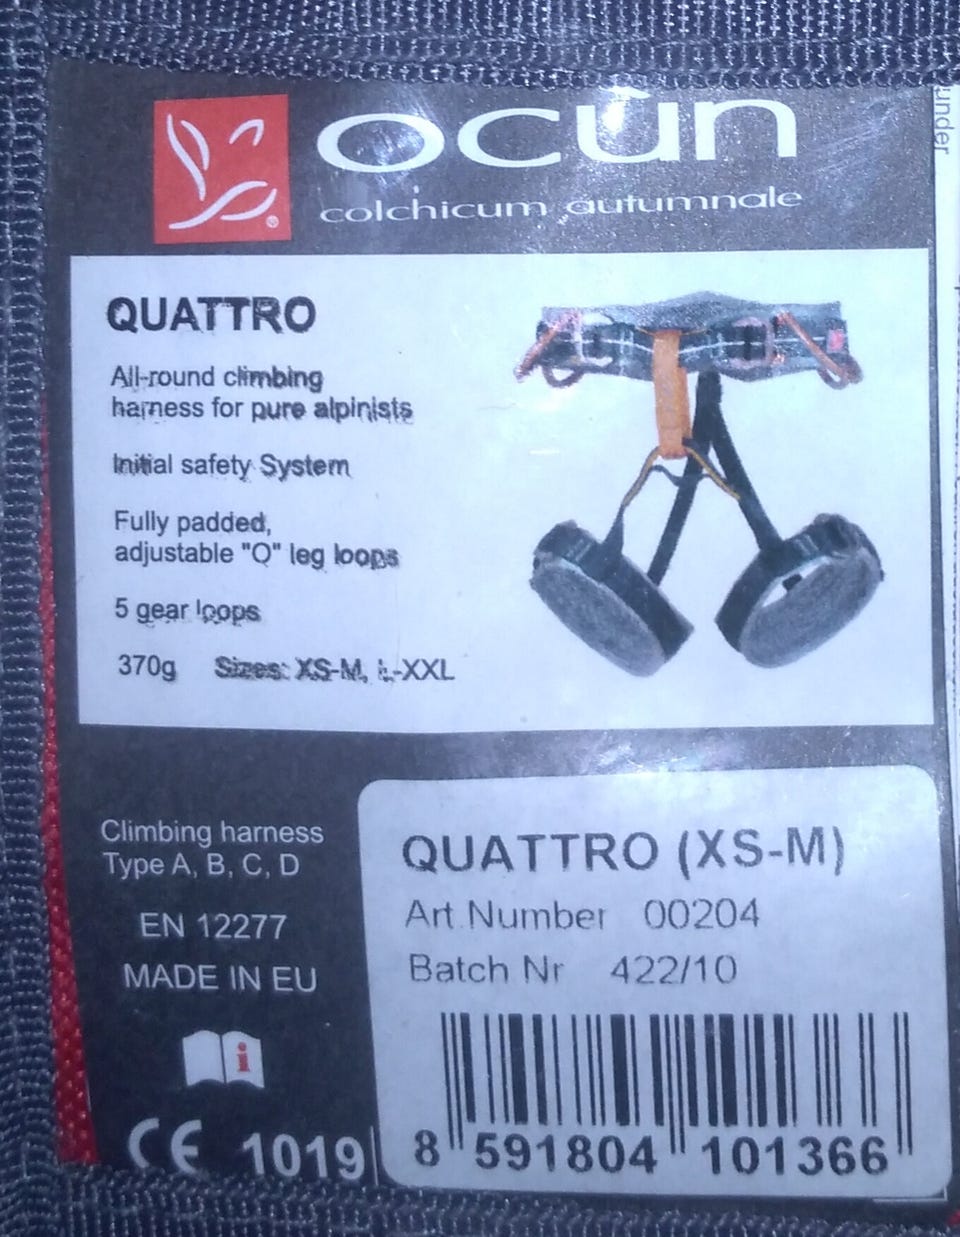 ocún
colchicum autumnale
under
QUATTRO
All-round climbing
harness for pure alpinists
Initial safety System
Fully padded,
adjustable "Q" leg loops
5 gear loops
370g Sizes: XS-M, L-XXL
Climbing harness
Type A, B, C, D
EN 12277
MADE IN EU
i
CE 1019
QUATTRO (XS-M)
Art.Number 00204
Batch Nr 422/10
8 591804 101366